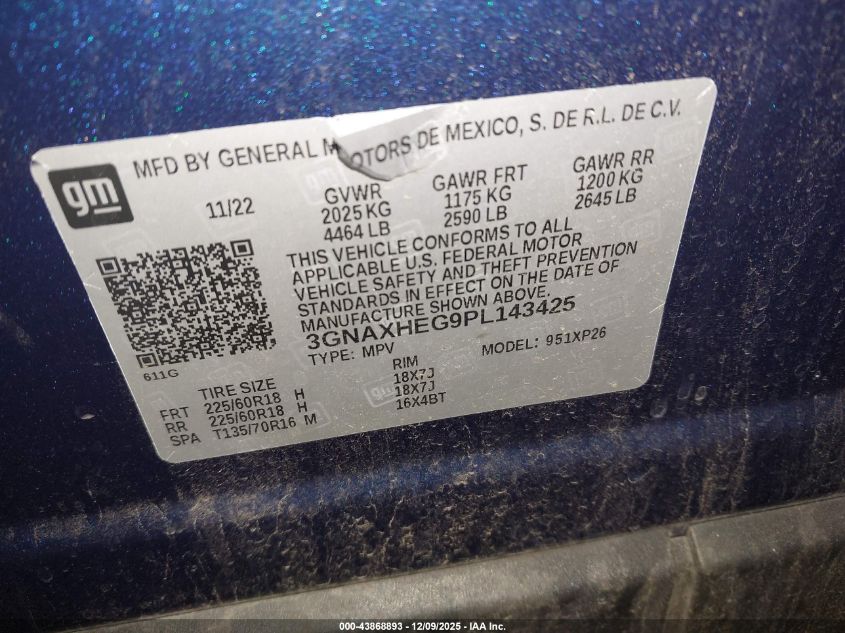 MFD BY GENERAL MOTORS DE MEXICO, S. DE R.L. DE C.V.
gm
11/22
GVWR
2025 KG
4464 LB
GAWR FRT
1175 KG
2590 LB
GAWR RR
1200 KG
2645 LB
THIS VEHICLE CONFORMS TO ALL
APPLICABLE U.S. FEDERAL MOTOR
VEHICLE SAFETY AND THEFT PREVENTION
STANDARDS IN EFFECT ON THE DATE OF
MANUFACTURE SHOWN ABOVE.
3GNAXHEG9PL143425
TYPE: MPV MODEL: 951XP26
611G
TIRE SIZE RIM
FRT 225/60R18 H 18X7J
RR 225/60R18 H 18X7J
SPA T135/70R16 M 16X4BT
000-43868893 - 12/09/2025 - IAA Inc.